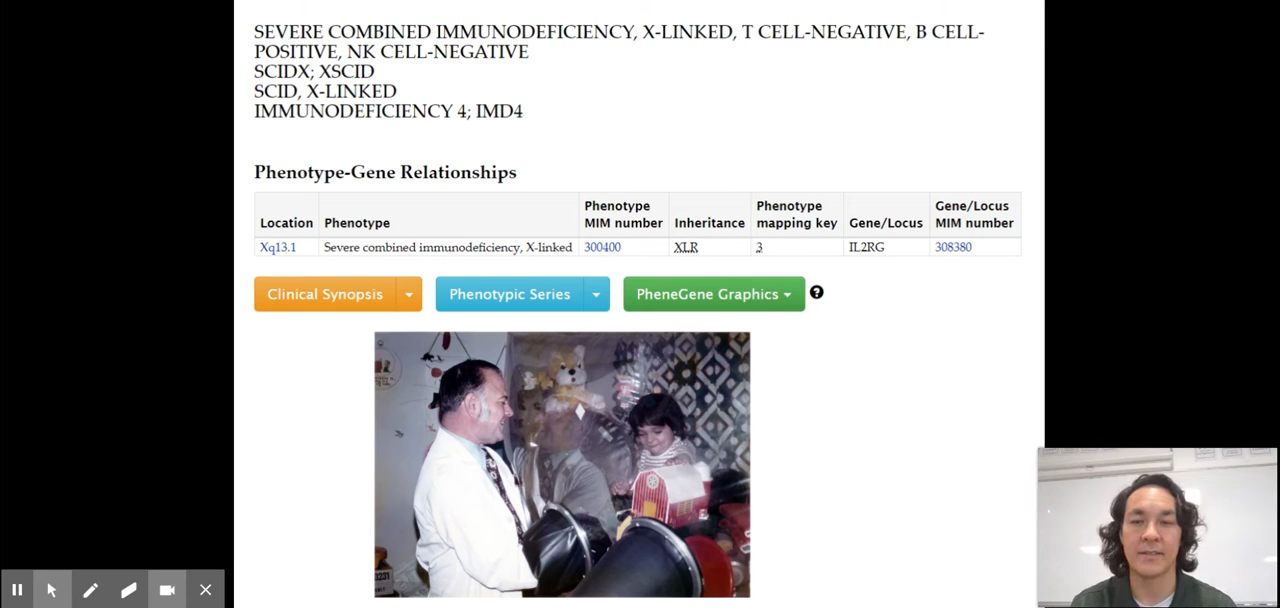 SEVERE COMBINED IMMUNODEFICIENCY, X-LINKED, T CELL-NEGATIVE, B CELL-
POSITIVE, NK CELL-NEGATIVE
SCIDX; XSCID
SCID, X-LINKED
IMMUNODEFICIENCY 4; IMD4
Phenotype-Gene Relationships
Location Phenotype Phenotype MIM number Inheritance Phenotype mapping key Gene/Locus Gene/Locus MIM number
Xq13.1 Severe combined immunodeficiency, X-linked 300400 XLR 3 IL2RG 308380
Clinical Synopsis Phenotypic Series PheneGene Graphics ?